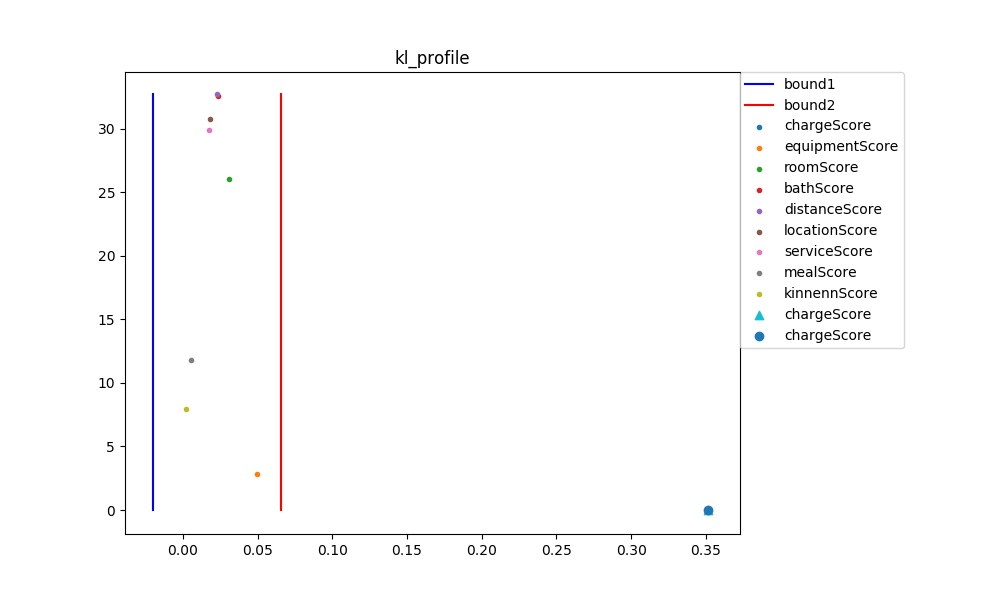 kl_profile
30
25
20
15
10
5
0
0.00 0.05 0.10 0.15 0.20 0.25 0.30 0.35
bound1
bound2
chargeScore
equipmentScore
roomScore
bathScore
distanceScore
locationScore
serviceScore
mealScore
kinnennScore
chargeScore
chargeScore